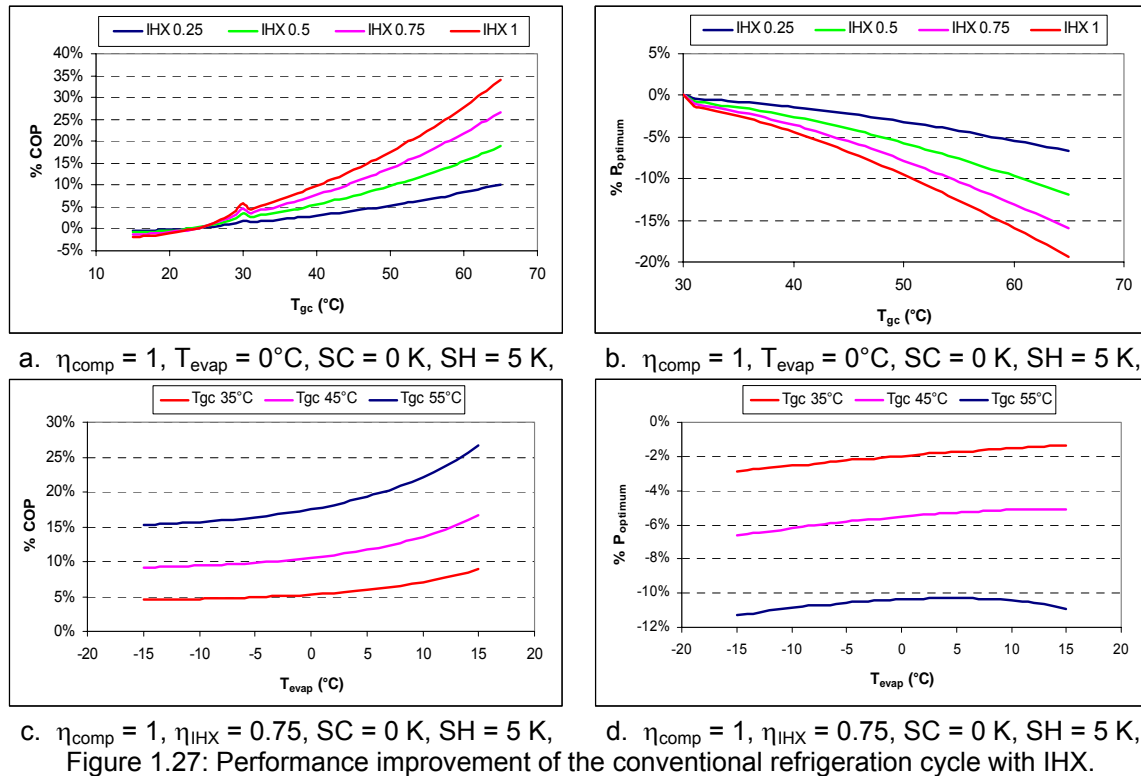 IHX 0.25 IHX 0.5 IHX 0.75 IHX 1
40%
35%
30%
25%
20%
15%
10%
5%
0%
-5%
% COP
10 20 30 40 50 60 70
Tgc (°C)
a. ηcomp = 1, Tevap = 0°C, SC = 0 K, SH = 5 K,
IHX 0.25 IHX 0.5 IHX 0.75 IHX 1
5%
0%
-5%
-10%
-15%
-20%
% Poptimum
30 40 50 60 70
Tgc (°C)
b. ηcomp = 1, Tevap = 0°C, SC = 0 K, SH = 5 K,
Tgc 35°C Tgc 45°C Tgc 55°C
30%
25%
20%
15%
10%
5%
0%
% COP
-20 -15 -10 -5 0 5 10 15 20
Tevap (°C)
c. ηcomp = 1, ηIHX = 0.75, SC = 0 K, SH = 5 K,
Tgc 35°C Tgc 45°C Tgc 55°C
0%
-2%
-4%
-6%
-8%
-10%
-12%
% Poptimum
-20 -15 -10 -5 0 5 10 15 20
Tevap (°C)
d. ηcomp = 1, ηIHX = 0.75, SC = 0 K, SH = 5 K,
Figure 1.27: Performance improvement of the conventional refrigeration cycle with IHX.